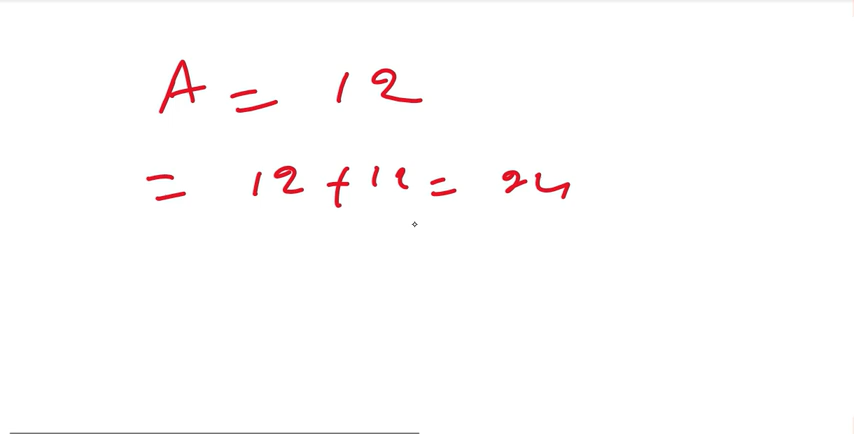 A = 12
= 12 + 12 = 24